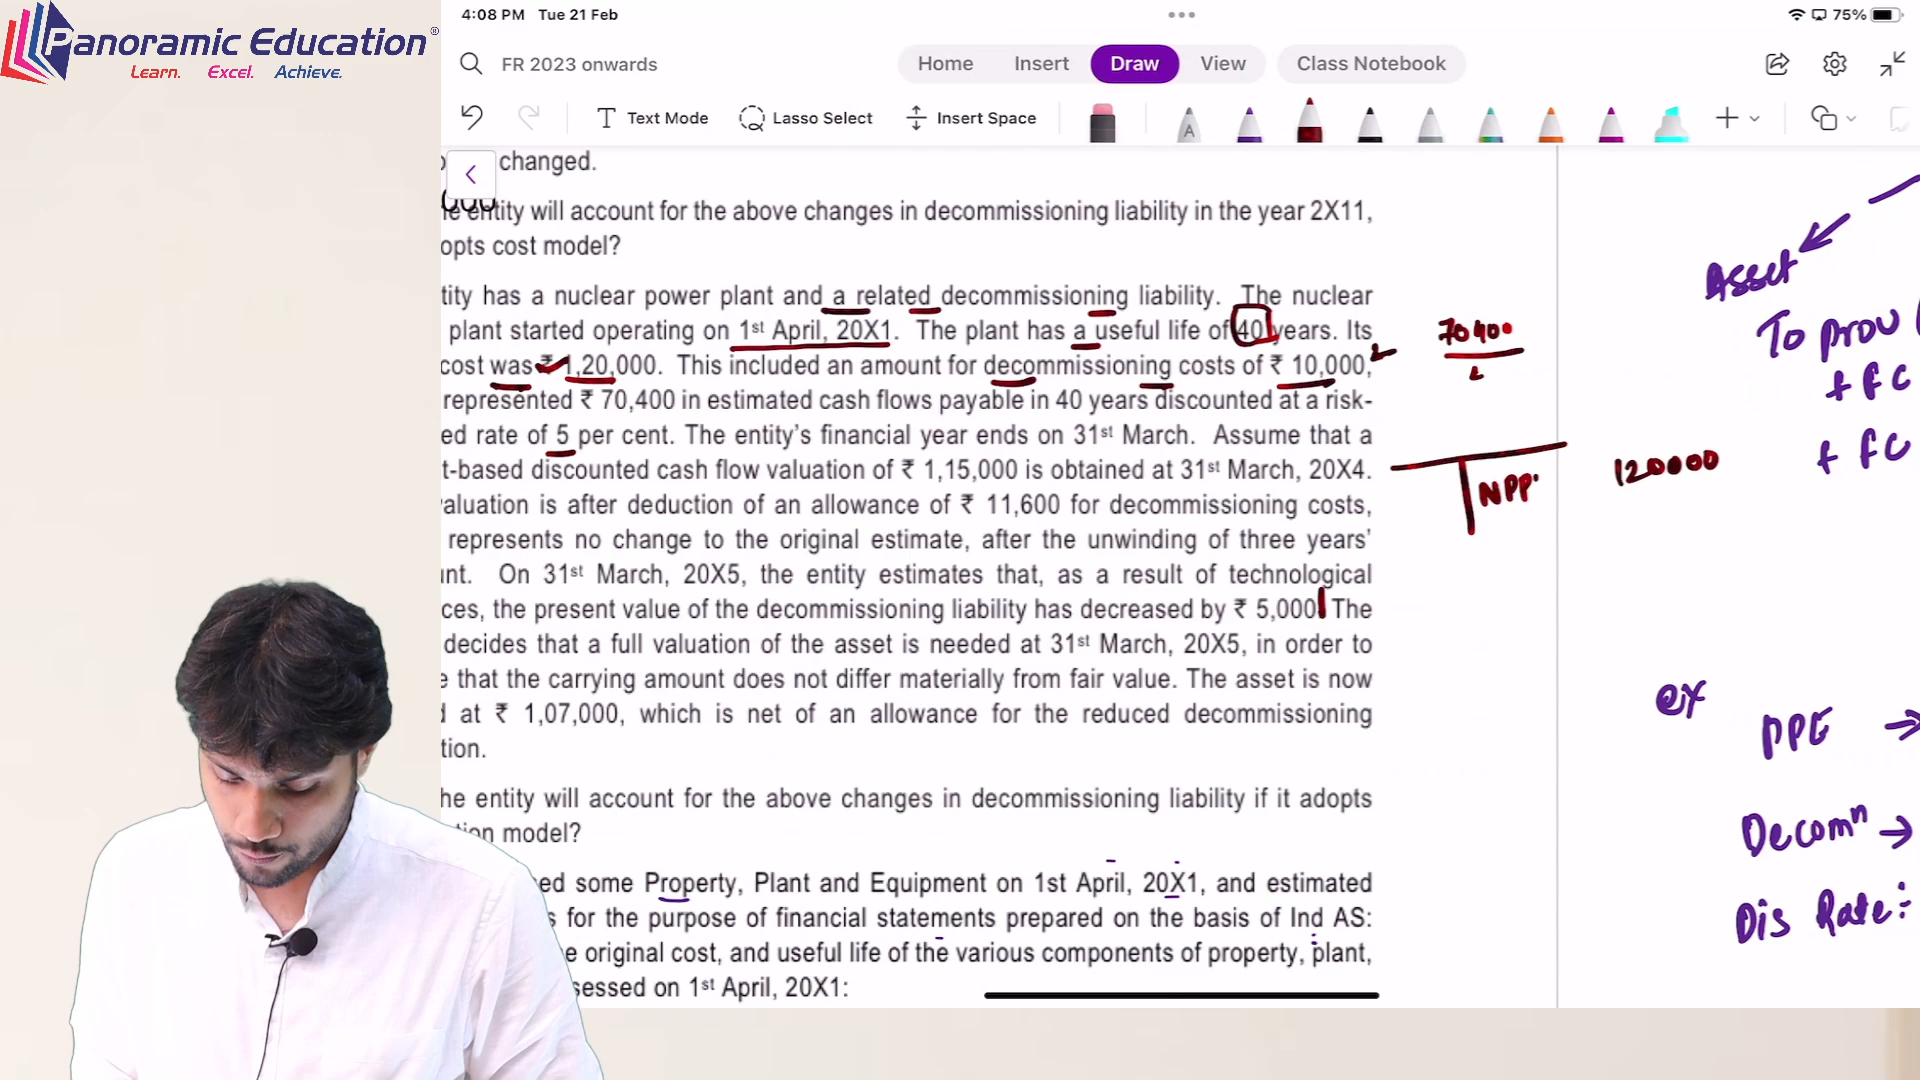 Panoramic Education®
Learn. Excel. Achieve.
4:08 PM Tue 21 Feb
75%
FR 2023 onwards
Home Insert Draw View Class Notebook
Text Mode Lasso Select Insert Space
changed.
000
entity will account for the above changes in decommissioning liability in the year 2X11,
opts cost model?
tity has a nuclear power plant and a related decommissioning liability. The nuclear
plant started operating on 1st April, 20X1. The plant has a useful life of 40 years. Its
cost was ₹ 1,20,000. This included an amount for decommissioning costs of ₹ 10,000,
represented ₹ 70,400 in estimated cash flows payable in 40 years discounted at a risk-
ed rate of 5 per cent. The entity's financial year ends on 31st March. Assume that a
t-based discounted cash flow valuation of ₹ 1,15,000 is obtained at 31st March, 20X4.
aluation is after deduction of an allowance of ₹ 11,600 for decommissioning costs,
represents no change to the original estimate, after the unwinding of three years'
nt. On 31st March, 20X5, the entity estimates that, as a result of technological
ces, the present value of the decommissioning liability has decreased by ₹ 5,000 The
decides that a full valuation of the asset is needed at 31st March, 20X5, in order to
e that the carrying amount does not differ materially from fair value. The asset is now
at ₹ 1,07,000, which is net of an allowance for the reduced decommissioning
tion.
he entity will account for the above changes in decommissioning liability if it adopts
tion model?
ed some Property, Plant and Equipment on 1st April, 20X1, and estimated
s for the purpose of financial statements prepared on the basis of Ind AS:
e original cost, and useful life of the various components of property, plant,
sessed on 1st April, 20X1:
70400
NPP
120000
Asset
To prov
+ FC
+ FC
ex
PPE →
Decomn →
Dis Rate:-